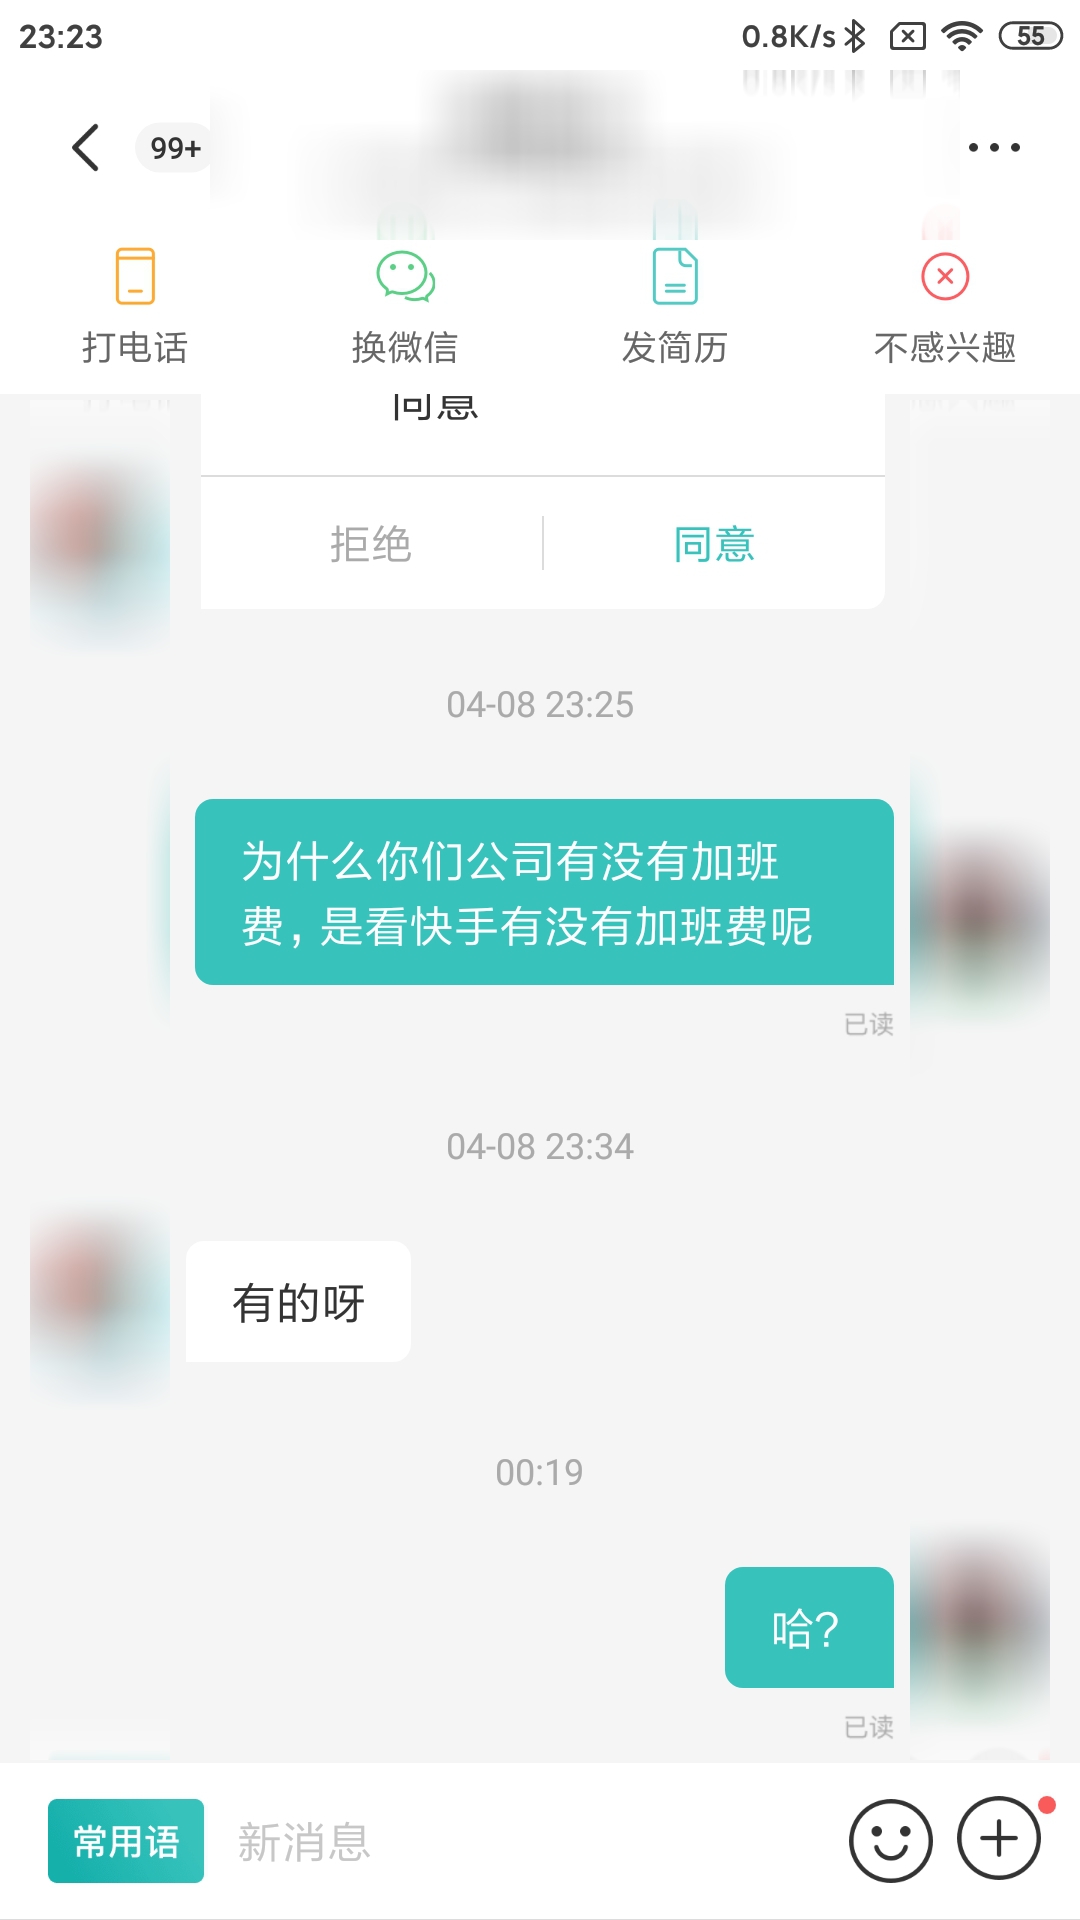 23:23
0.8K/s
55
99+
打电话
换微信
发简历
不感兴趣
同意
拒绝
同意
04-08 23:25
为什么你们公司有没有加班
费，是看快手有没有加班费呢
已读
04-08 23:34
有的呀
00:19
哈？
已读
常用语
新消息